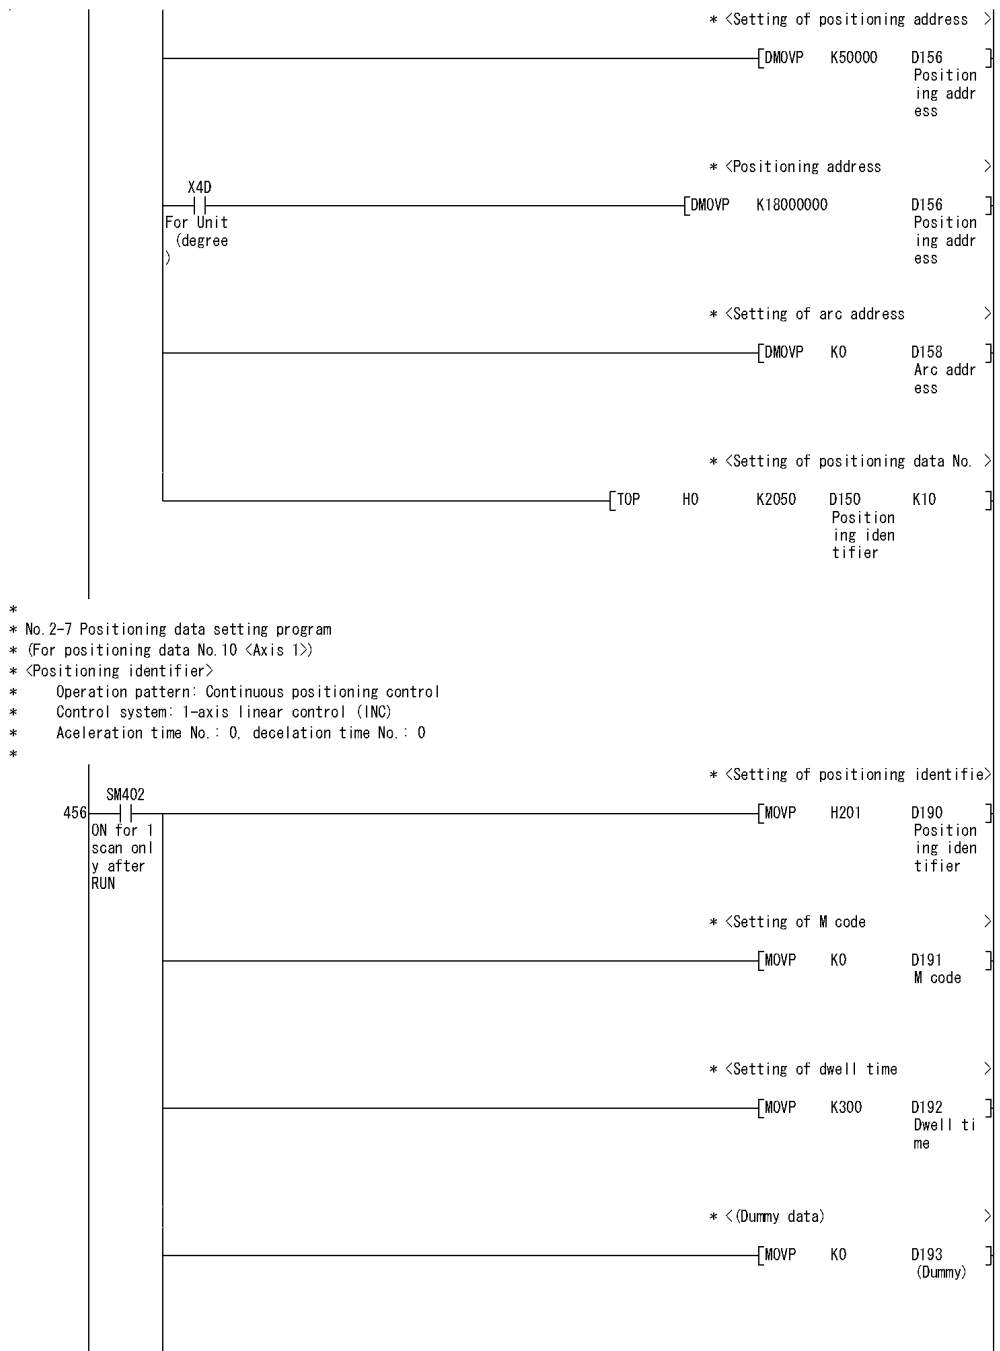 * <Setting of positioning address >
[DMOVP K50000 D156 ]
Position
ing addr
ess
* <Positioning address >
X4D
[DMOVP K18000000 D156 ]
For Unit
(degree
)
Position
ing addr
ess
* <Setting of arc address >
[DMOVP K0 D158 ]
Arc addr
ess
* <Setting of positioning data No. >
[TOP H0 K2050 D150 K10 ]
Position
ing iden
tifier
*
* No.2-7 Positioning data setting program
* (For positioning data No.10 <Axis 1>)
* <Positioning identifier>
* Operation pattern: Continuous positioning control
* Control system: 1-axis linear control (INC)
* Aceleration time No.: 0, decelation time No.: 0
*
* <Setting of positioning identifie>
SM402
456 [MOVP H201 D190 ]
ON for 1
scan onl
y after
RUN
Position
ing iden
tifier
* <Setting of M code >
[MOVP K0 D191 ]
M code
* <Setting of dwell time >
[MOVP K300 D192 ]
Dwell ti
me
* <(Dummy data) >
[MOVP K0 D193 ]
(Dummy)